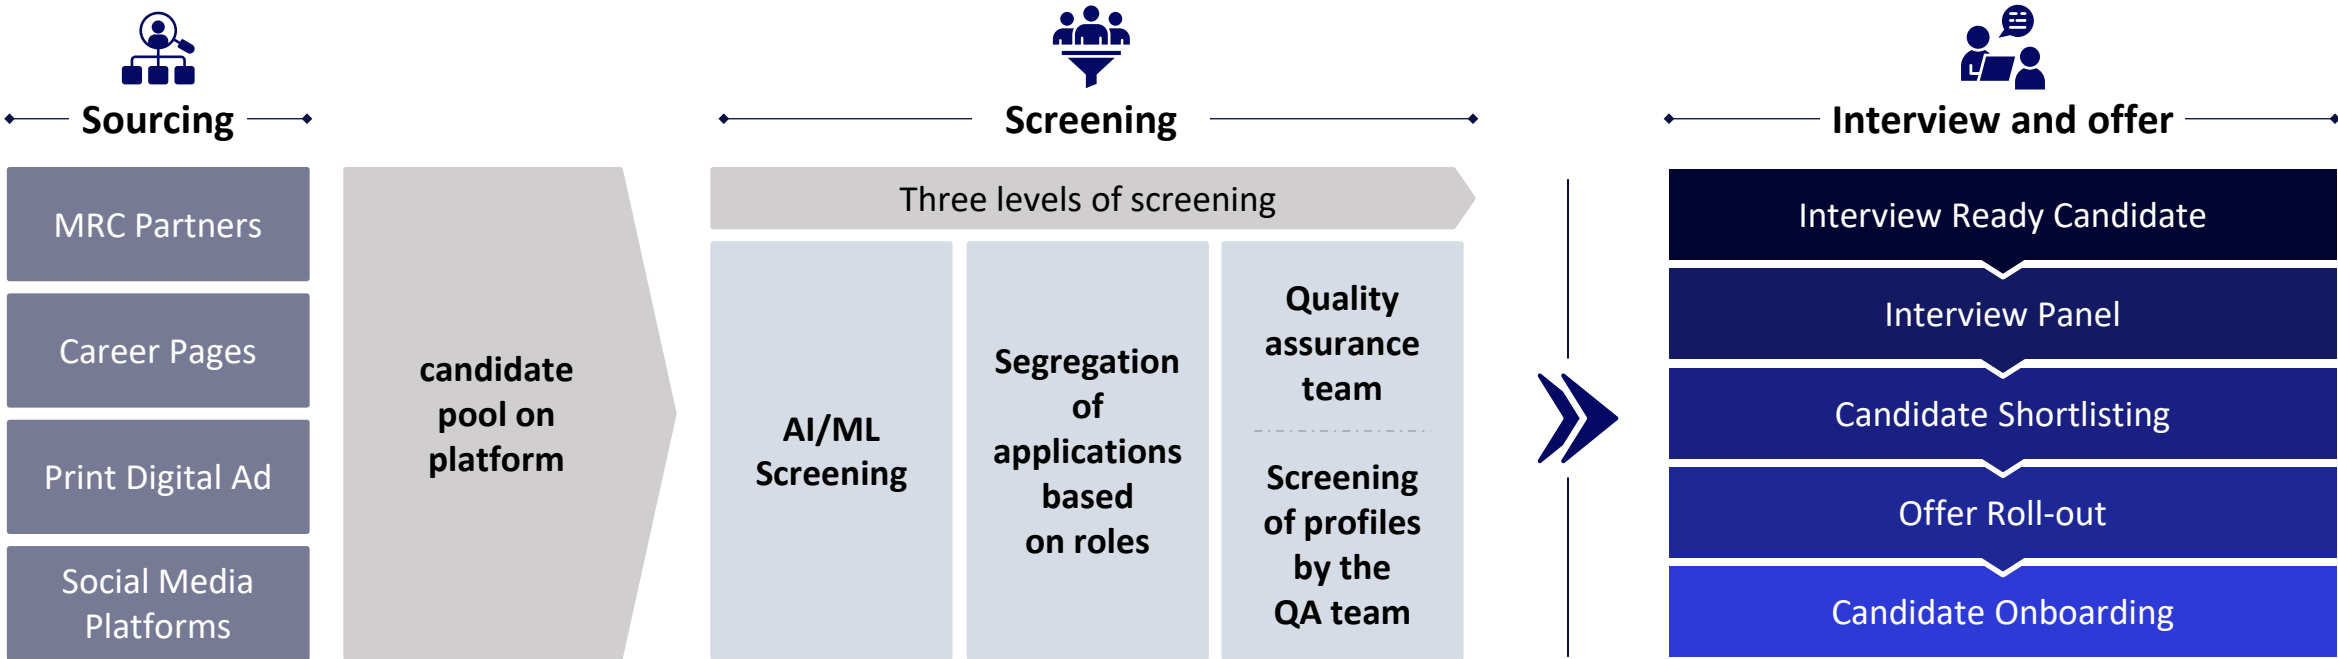 Sourcing
MRC Partners
Career Pages
Print Digital Ad
Social Media
Platforms
candidate
pool on
platform
Screening
Three levels of screening
AI/ML
Screening
Segregation
of
applications
based
on roles
Quality
assurance
team
Screening
of profiles
by the
QA team
Interview and offer
Interview Ready Candidate
Interview Panel
Candidate Shortlisting
Offer Roll-out
Candidate Onboarding